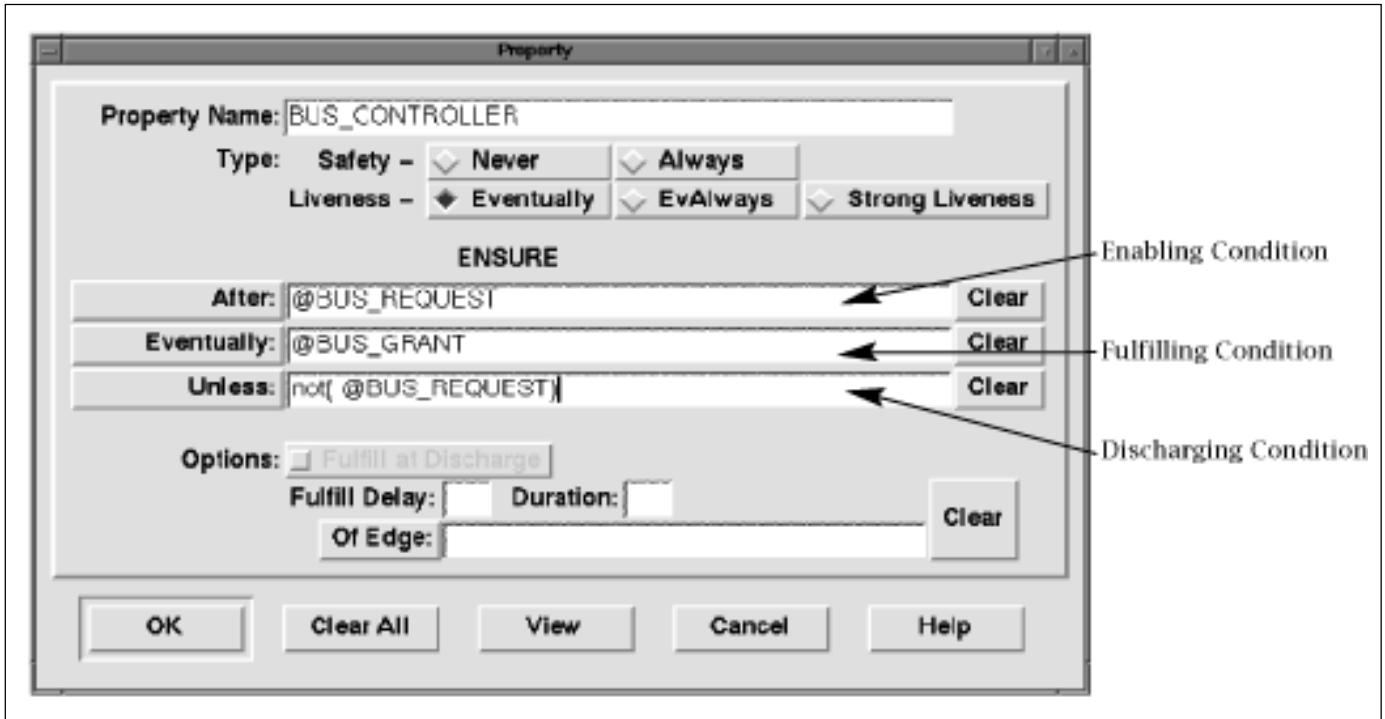 Property
Property Name: BUS_CONTROLLER
Type: Safety – Never Always
Liveness – Eventually EvAlways Strong Liveness
ENSURE
Enabling Condition
After: @BUS_REQUEST Clear
Eventually: @BUS_GRANT Clear
Fulfilling Condition
Unless: not( @BUS_REQUEST) Clear
Discharging Condition
Options: Fulfill at Discharge
Fulfill Delay: Duration:
Clear
Of Edge:
OK Clear All View Cancel Help